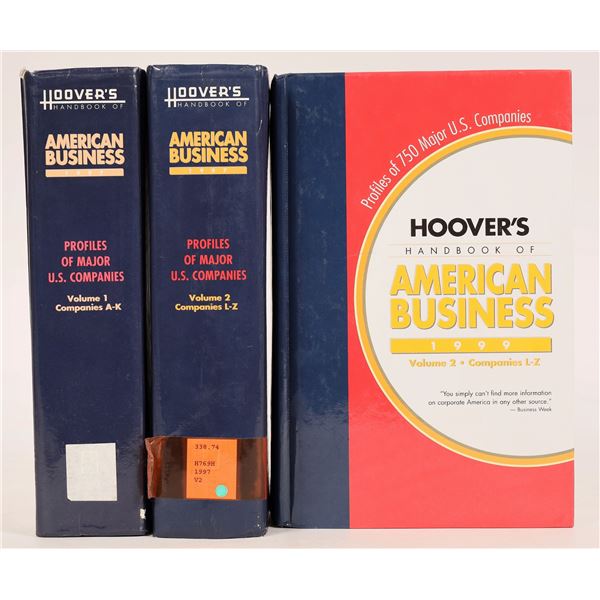 HOOVER'S
HANDBOOK OF
AMERICAN
BUSINESS
1997
PROFILES
OF MAJOR
U.S. COMPANIES
Volume 1
Companies A-K
HOOVER'S
HANDBOOK OF
AMERICAN
BUSINESS
1997
PROFILES
OF MAJOR
U.S. COMPANIES
Volume 2
Companies L-Z
338.74
H769H
1997
V2
Profiles of 750 Major U.S. Companies
HOOVER'S
HANDBOOK OF
AMERICAN
BUSINESS
1999
Volume 2 • Companies L-Z
"You simply can't find more information
on corporate America in any other source."
— Business Week